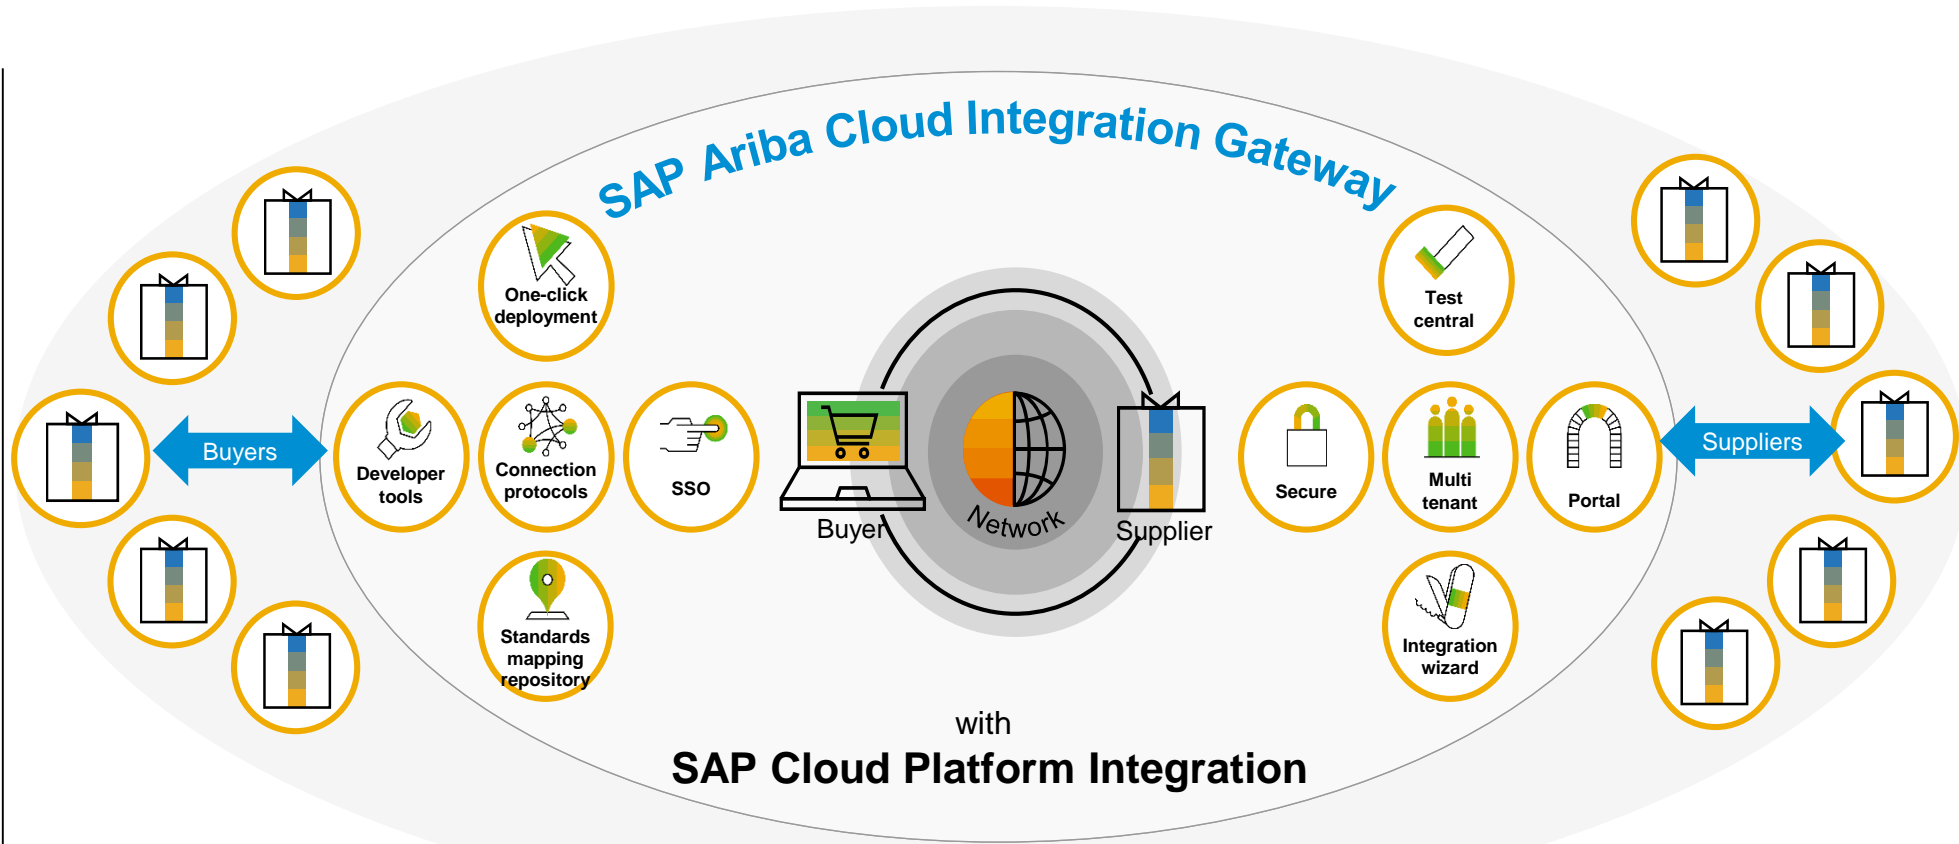 SAP Ariba Cloud Integration Gateway
One-click
deployment
Test
central
Buyers
Developer
tools
Connection
protocols
SSO
Buyer
Network
Supplier
Secure
Multi
tenant
Portal
Suppliers
Standards
mapping
repository
Integration
wizard
with
SAP Cloud Platform Integration